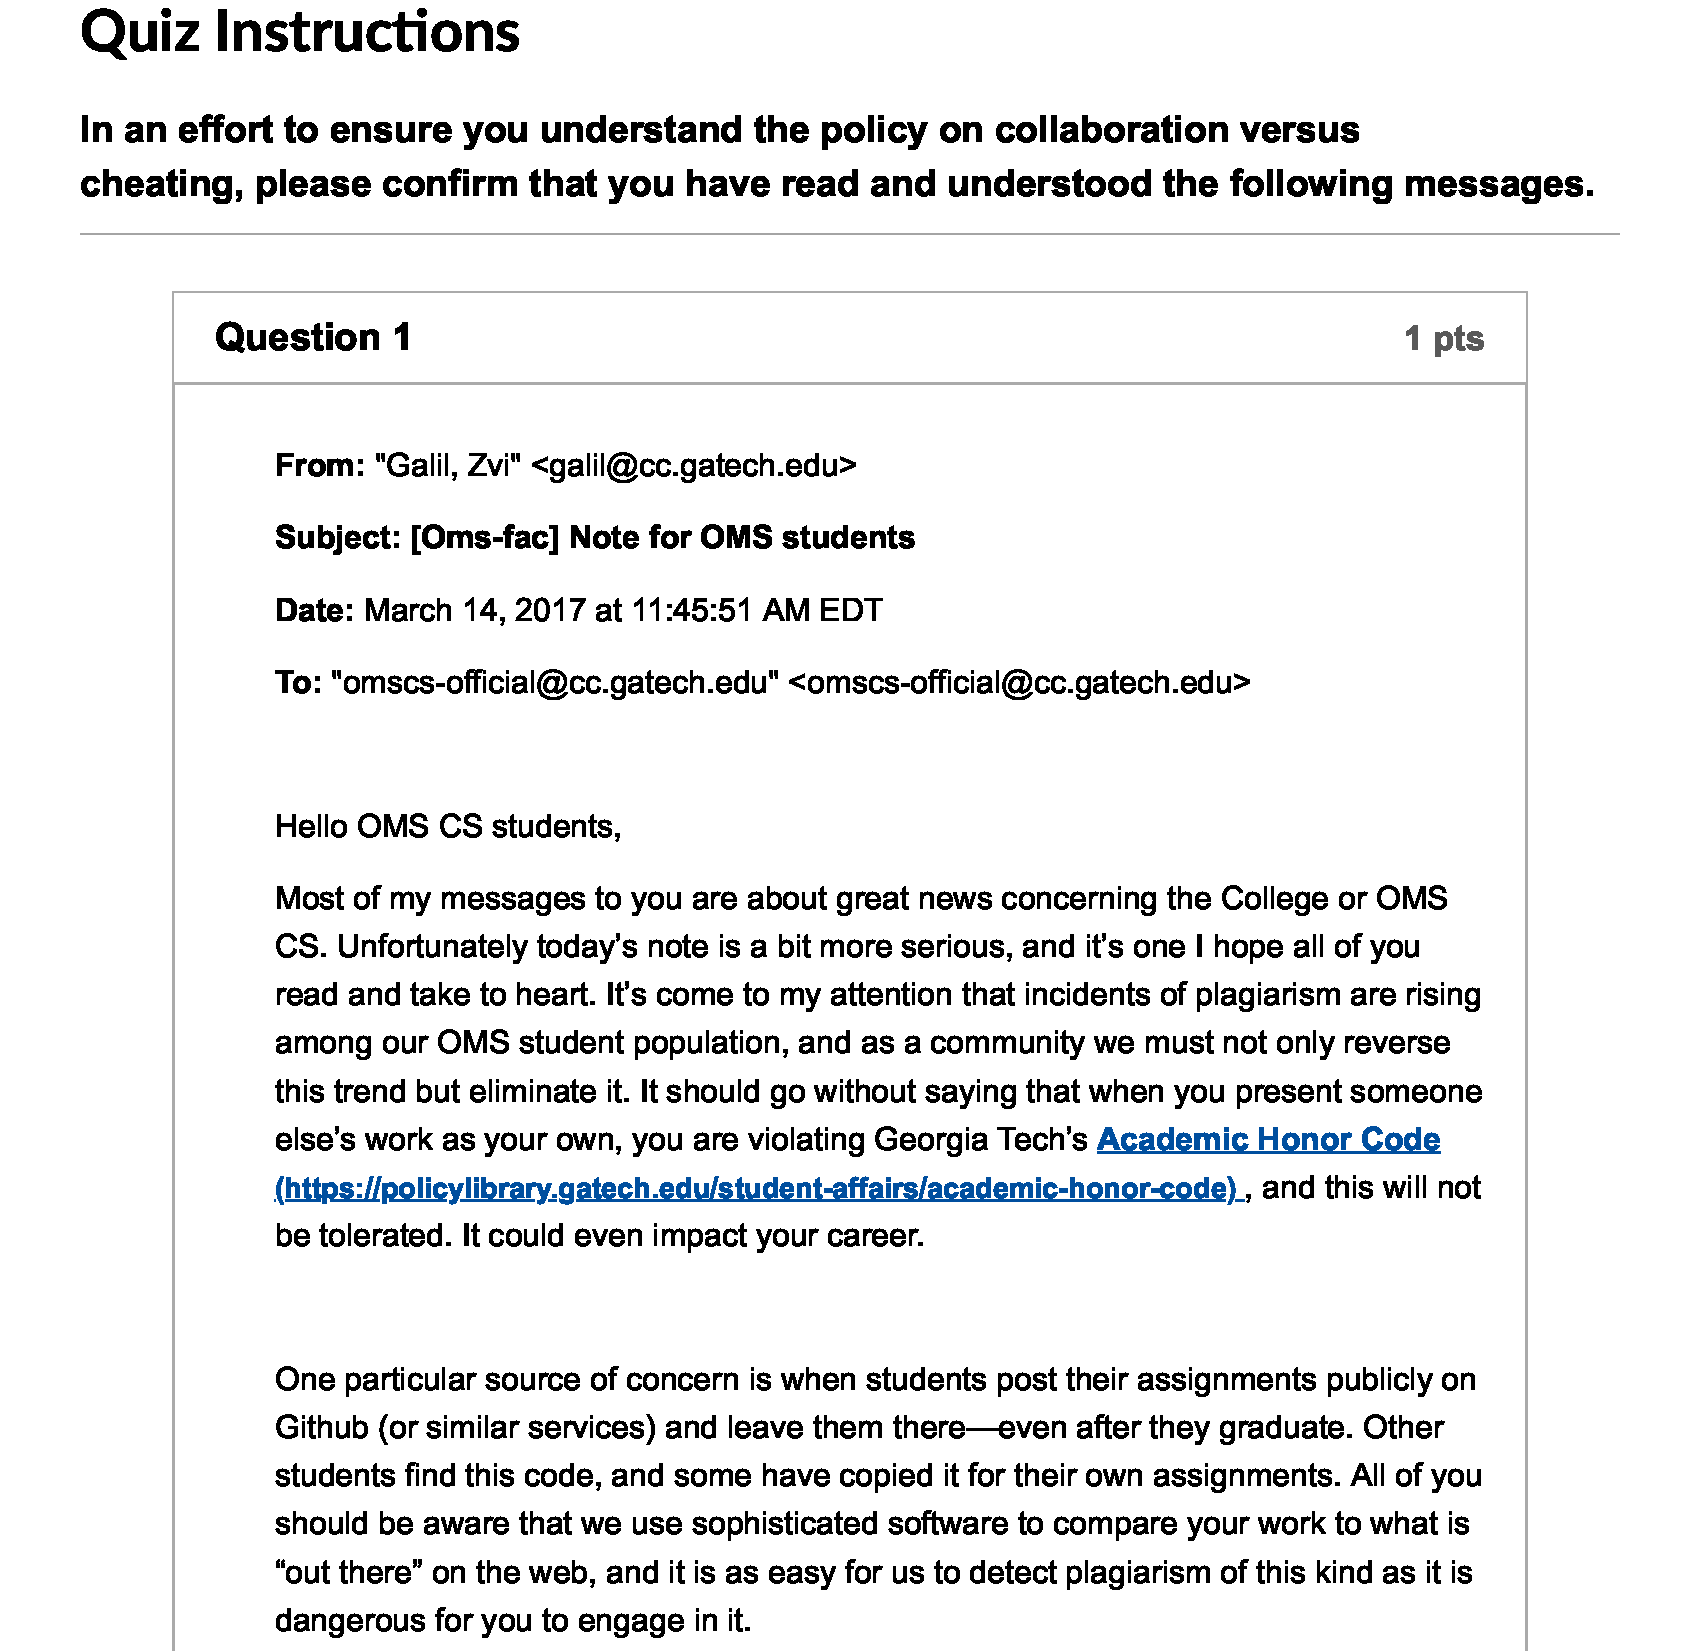 Quiz Instructions
In an effort to ensure you understand the policy on collaboration versus
cheating, please confirm that you have read and understood the following messages.
Question 1
1 pts
From: "Galil, Zvi" <galil@cc.gatech.edu>
Subject: [Oms-fac] Note for OMS students
Date: March 14, 2017 at 11:45:51 AM EDT
To: "omscs-official@cc.gatech.edu" <omscs-official@cc.gatech.edu>
Hello OMS CS students,
Most of my messages to you are about great news concerning the College or OMS
CS. Unfortunately today’s note is a bit more serious, and it’s one I hope all of you
read and take to heart. It’s come to my attention that incidents of plagiarism are rising
among our OMS student population, and as a community we must not only reverse
this trend but eliminate it. It should go without saying that when you present someone
else’s work as your own, you are violating Georgia Tech’s Academic Honor Code
(https://policylibrary.gatech.edu/student-affairs/academic-honor-code) , and this will not
be tolerated. It could even impact your career.
One particular source of concern is when students post their assignments publicly on
Github (or similar services) and leave them there—even after they graduate. Other
students find this code, and some have copied it for their own assignments. All of you
should be aware that we use sophisticated software to compare your work to what is
“out there” on the web, and it is as easy for us to detect plagiarism of this kind as it is
dangerous for you to engage in it.